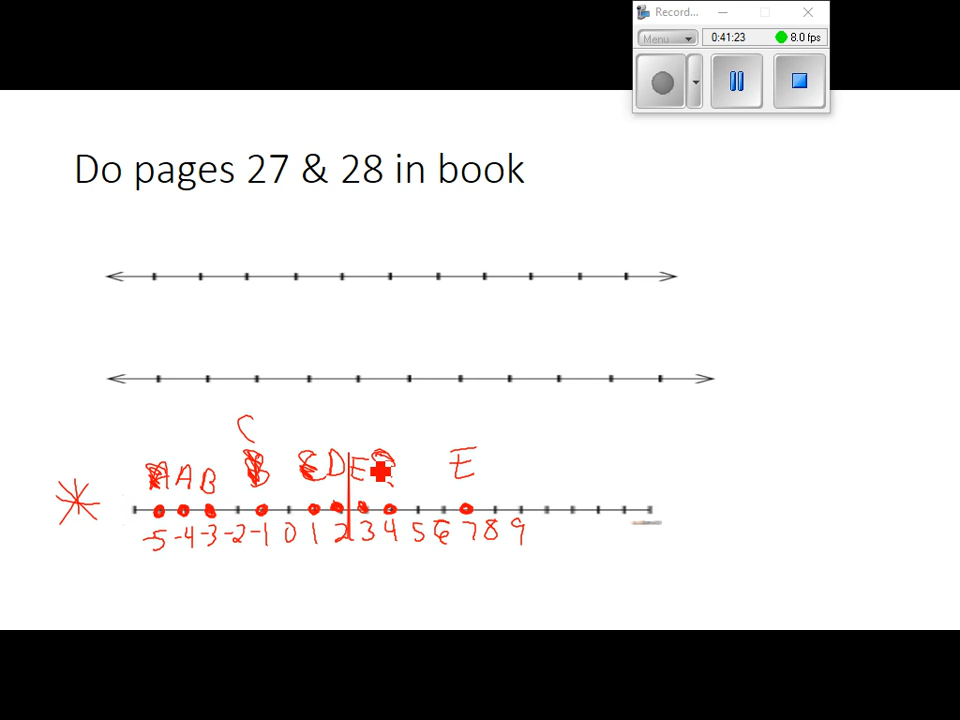 Record...
Menu 0:41:23 8.0 fps
Do pages 27 & 28 in book
C
A A B B C D E E
-5 -4 -3 -2 -1 0 1 2 3 4 5 6 7 8 9